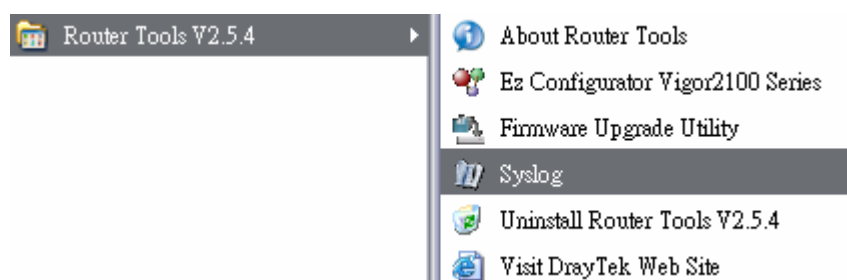 Router Tools V2.5.4
About Router Tools
Ez Configurator Vigor2100 Series
Firmware Upgrade Utility
Syslog
Uninstall Router Tools V2.5.4
Visit DrayTek Web Site